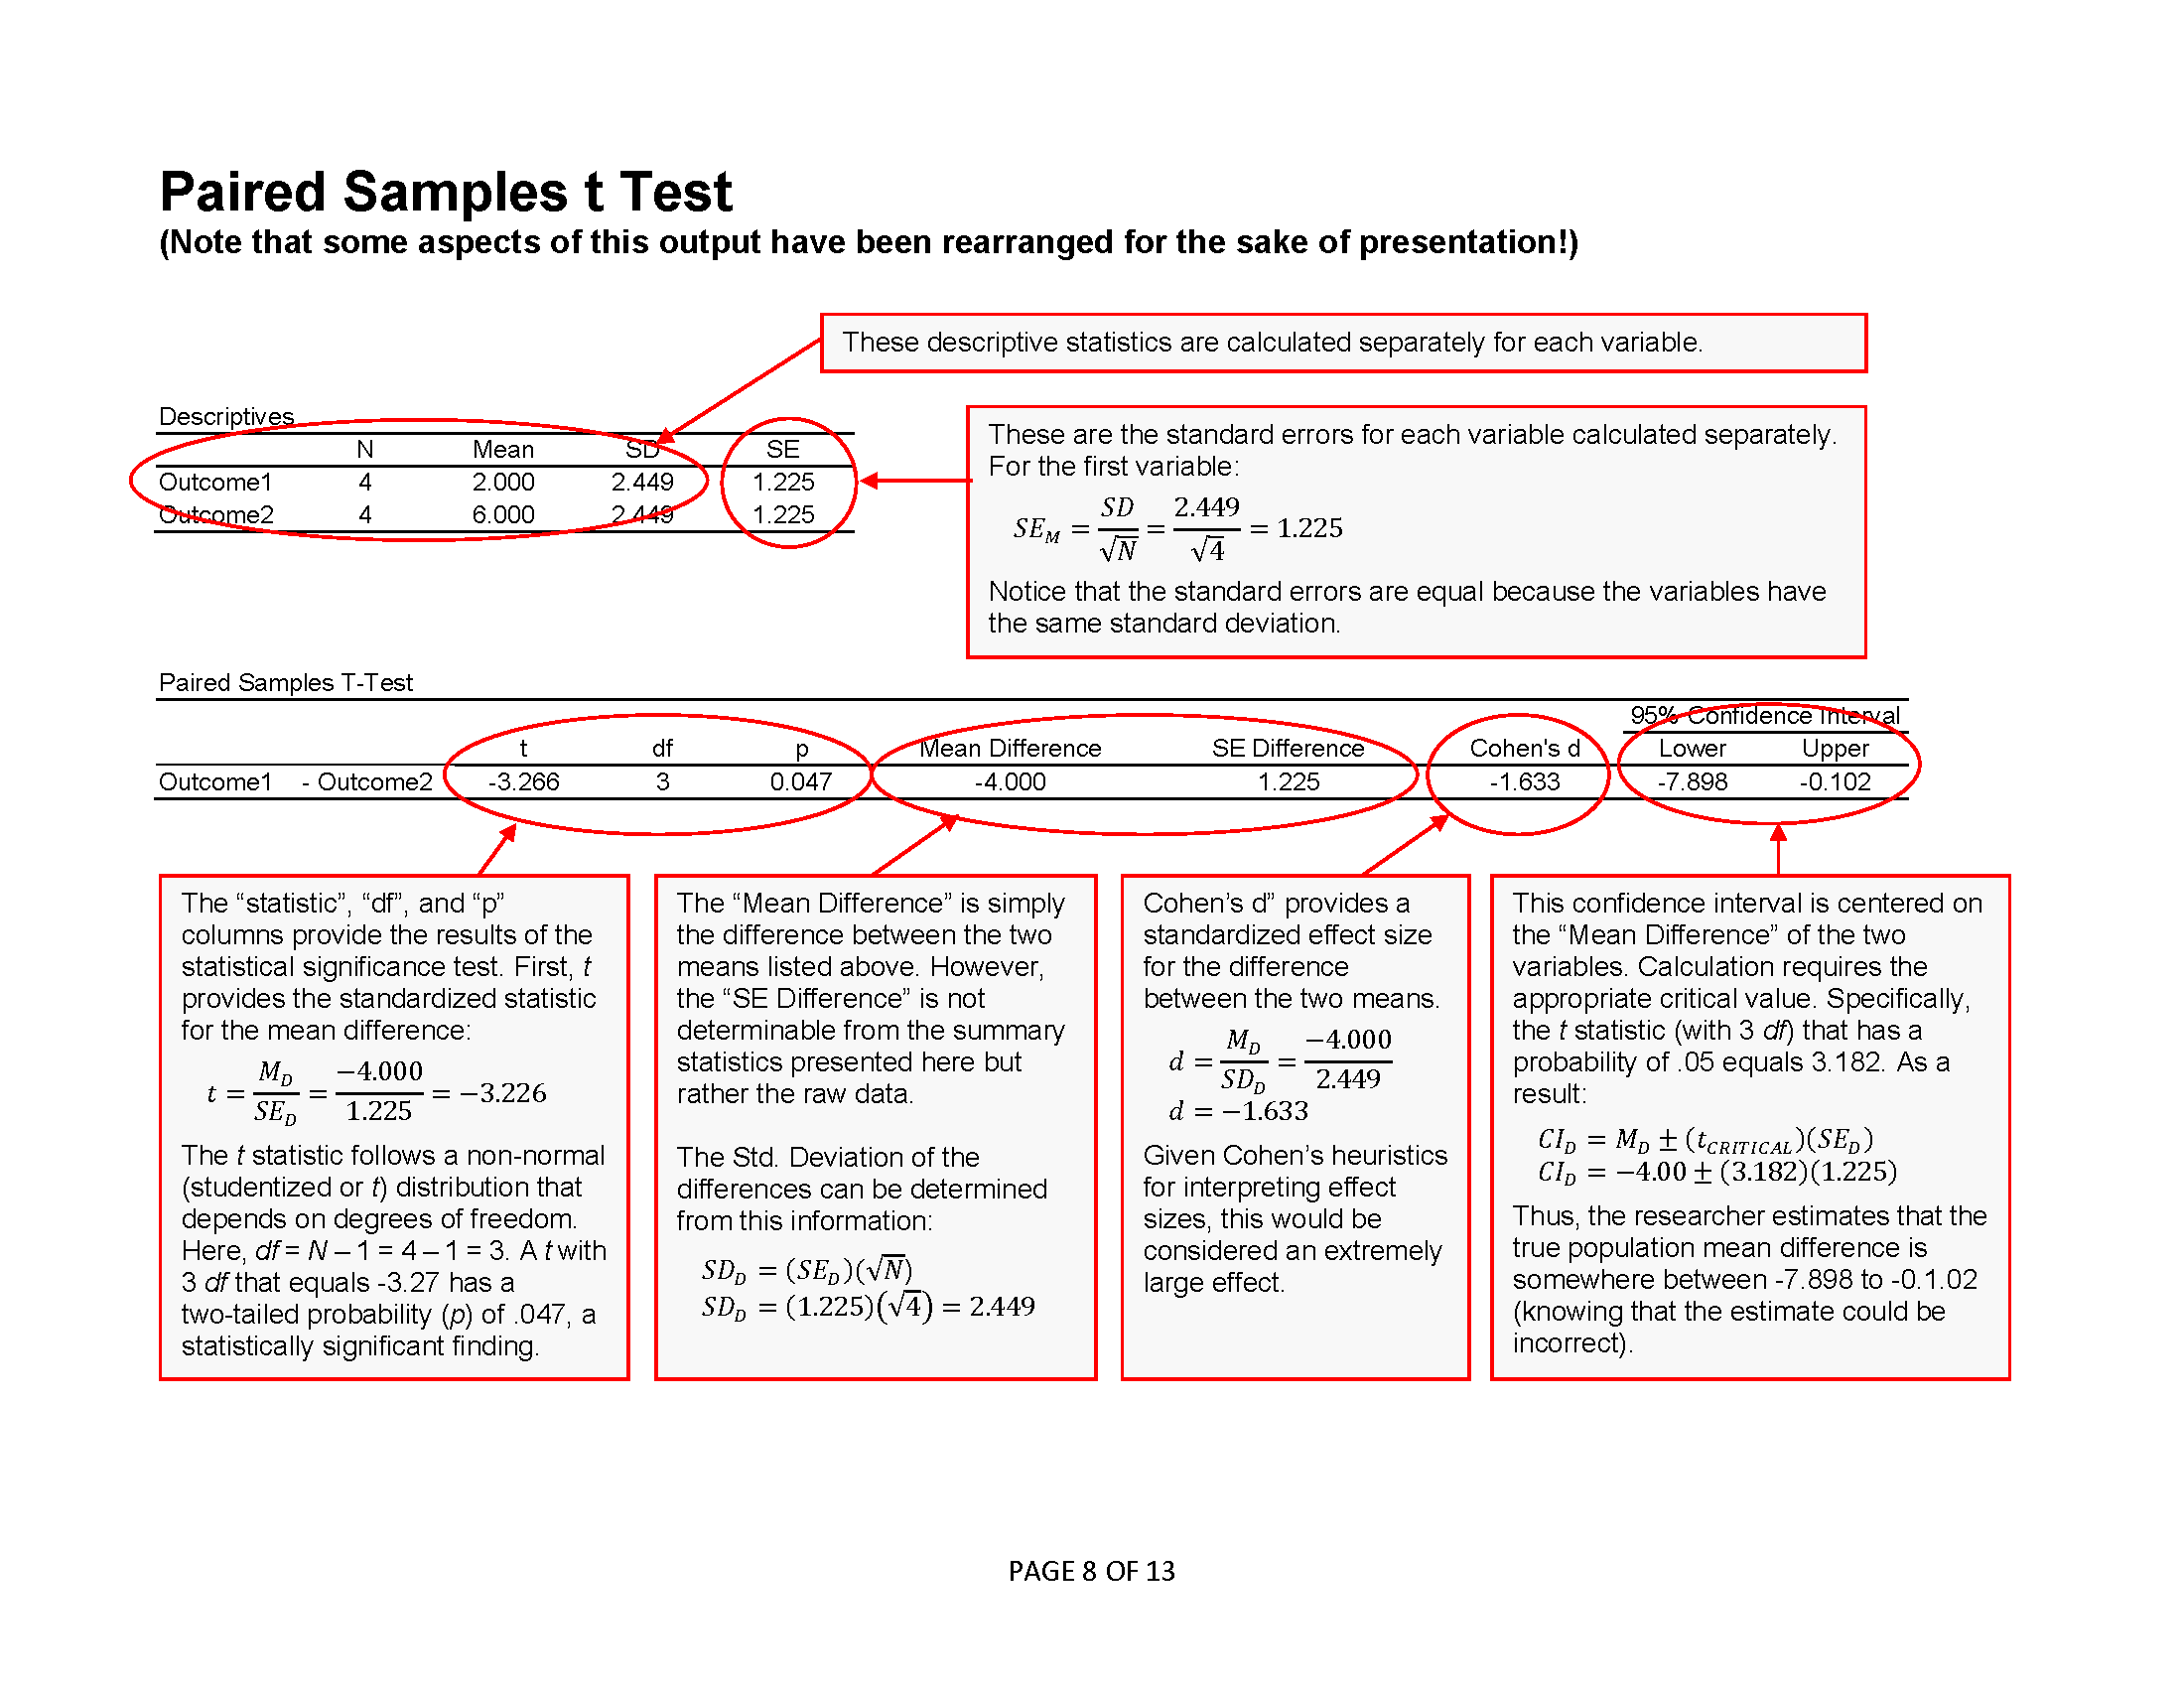 Paired Samples t Test
(Note that some aspects of this output have been rearranged for the sake of presentation!)
These descriptive statistics are calculated separately for each variable.
Descriptives
N Mean SD SE
Outcome1 4 2.000 2.449 1.225
Outcome2 4 6.000 2.449 1.225
These are the standard errors for each variable calculated separately.
For the first variable:
SE_M = SD/√N = 2.449/√4 = 1.225
Notice that the standard errors are equal because the variables have
the same standard deviation.
Paired Samples T-Test
95% Confidence Interval
t df p Mean Difference SE Difference Cohen's d Lower Upper
Outcome1 - Outcome2 -3.266 3 0.047 -4.000 1.225 -1.633 -7.898 -0.102
The “statistic”, “df”, and “p”
columns provide the results of the
statistical significance test. First, t
provides the standardized statistic
for the mean difference:
t = M_D/SE_D = −4.000/1.225 = −3.226
The t statistic follows a non-normal
(studentized or t) distribution that
depends on degrees of freedom.
Here, df = N – 1 = 4 – 1 = 3. A t with
3 df that equals -3.27 has a
two-tailed probability (p) of .047, a
statistically significant finding.
The “Mean Difference” is simply
the difference between the two
means listed above. However,
the “SE Difference” is not
determinable from the summary
statistics presented here but
rather the raw data.
The Std. Deviation of the
differences can be determined
from this information:
SD_D = (SE_D)(√N)
SD_D = (1.225)(√4) = 2.449
Cohen’s d” provides a
standardized effect size
for the difference
between the two means.
d = M_D/SD_D = −4.000/2.449
d = −1.633
Given Cohen’s heuristics
for interpreting effect
sizes, this would be
considered an extremely
large effect.
This confidence interval is centered on
the “Mean Difference” of the two
variables. Calculation requires the
appropriate critical value. Specifically,
the t statistic (with 3 df) that has a
probability of .05 equals 3.182. As a
result:
CI_D = M_D ± (t_CRITICAL)(SE_D)
CI_D = −4.00 ± (3.182)(1.225)
Thus, the researcher estimates that the
true population mean difference is
somewhere between -7.898 to -0.1.02
(knowing that the estimate could be
incorrect).
PAGE 8 OF 13